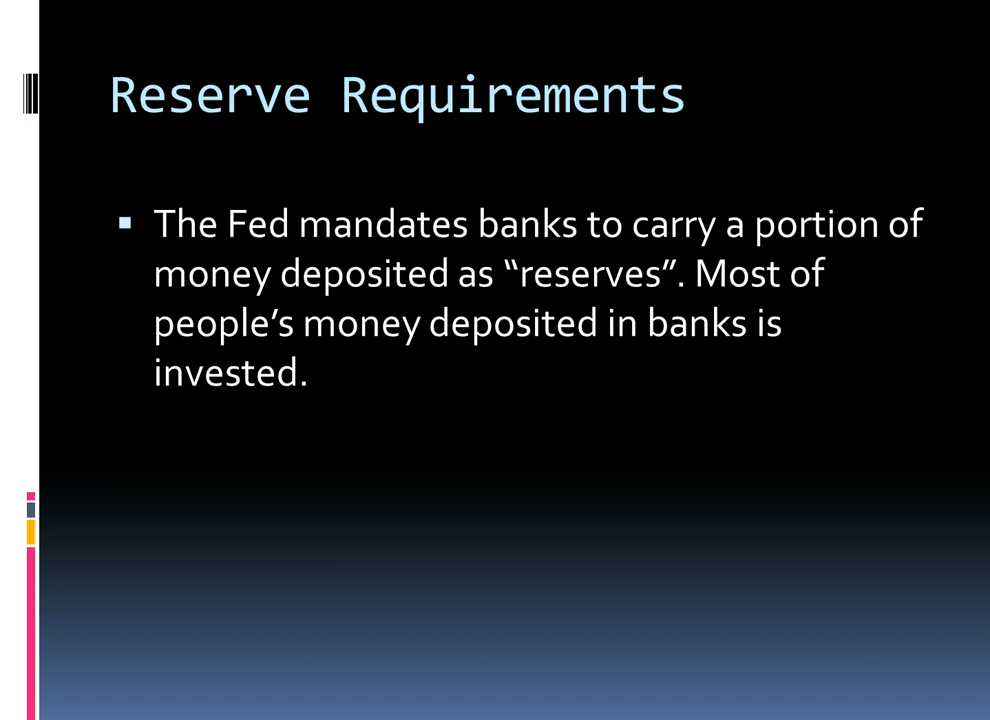 Reserve Requirements
▪ The Fed mandates banks to carry a portion of
money deposited as “reserves”. Most of
people’s money deposited in banks is
invested.